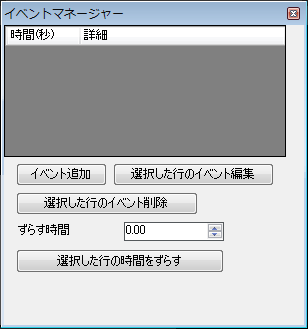 イベントマネージャー
時間(秒) 詳細
イベント追加 選択した行のイベント編集
選択した行のイベント削除
ずらす時間 0.00
選択した行の時間をずらす